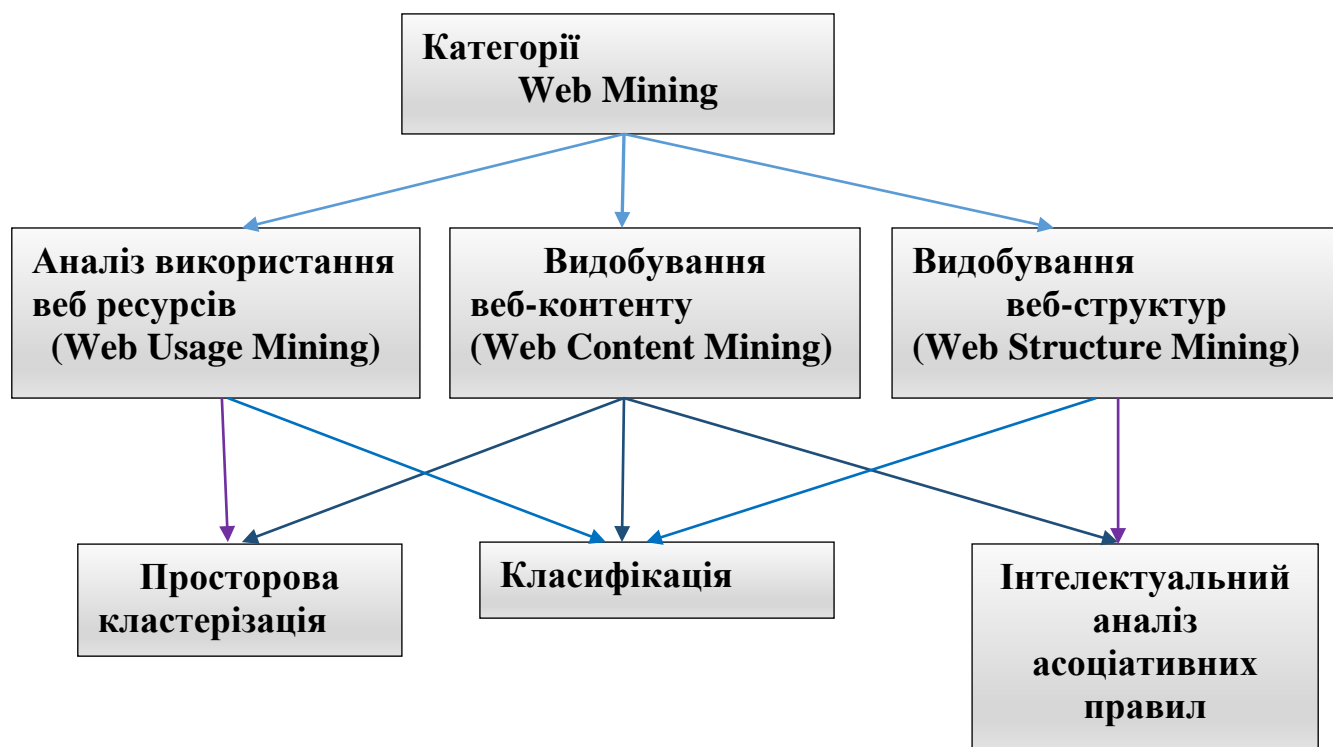 Категорії
Web Mining
Аналіз використання
веб ресурсів
(Web Usage Mining)
Видобування
веб-контенту
(Web Content Mining)
Видобування
веб-структур
(Web Structure Mining)
Просторова
кластерізація
Класифікація
Інтелектуальний
аналіз
асоціативних
правил